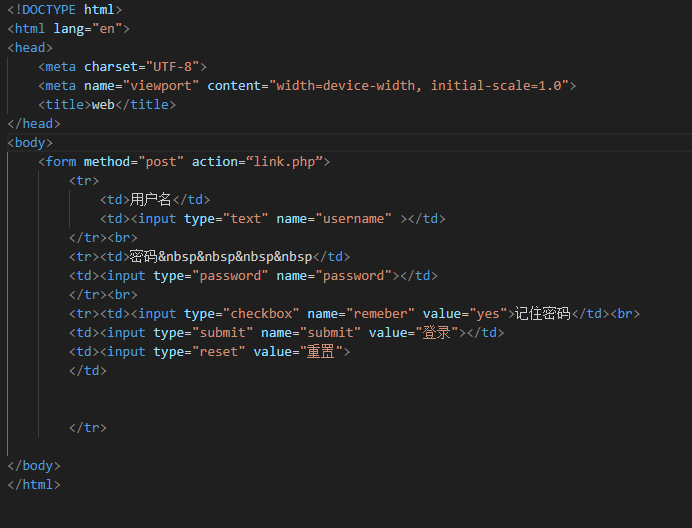 <!DOCTYPE html>
<html lang="en">
<head>
    <meta charset="UTF-8">
    <meta name="viewport" content="width=device-width, initial-scale=1.0">
    <title>web</title>
</head>
<body>
    <form method="post" action=“link.php”>
        <tr>
            <td>用户名</td>
            <td><input type="text" name="username" ></td>
        </tr><br>
        <tr><td>密码&nbsp&nbsp&nbsp&nbsp</td>
        <td><input type="password" name="password"></td>
        </tr><br>
        <tr><td><input type="checkbox" name="remeber" value="yes">记住密码</td><br>
        <td><input type="submit" name="submit" value="登录"></td>
        <td><input type="reset" value="重置">
        </td>
        </tr>
</body>
</html>